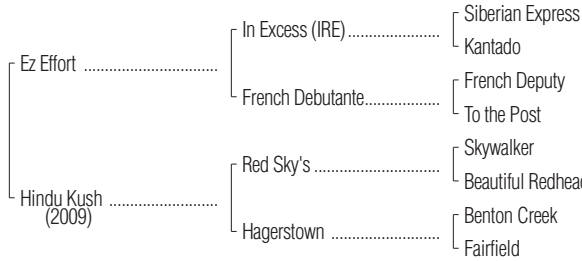 Siberian Express
In Excess (IRE) ....................
Kantado
Ez Effort .............................
French Deputy
French Debutante................
To the Post
Skywalker
Red Sky's ...........................
Beautiful Redhead
Hindu Kush .......................
(2009)
Benton Creek
Hagerstown .......................
Fairfield